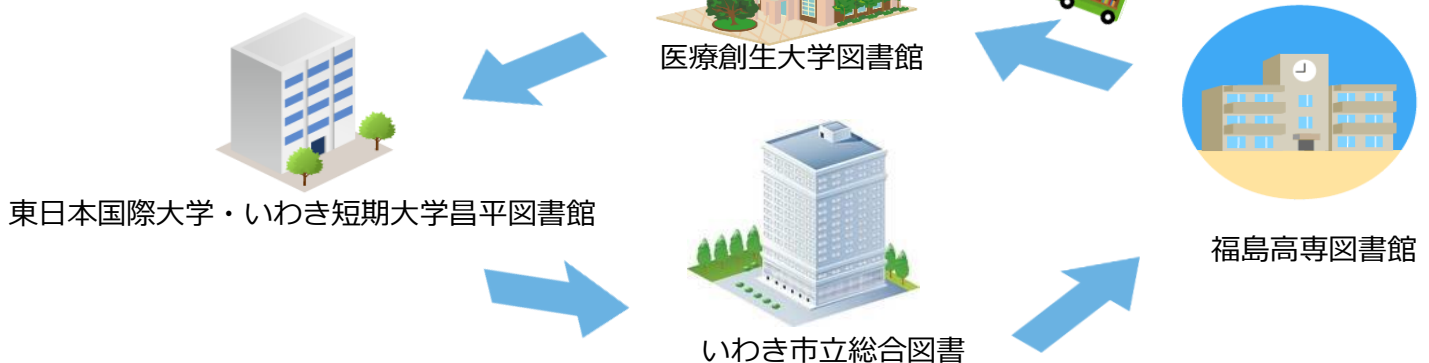 医療創生大学図書館
東日本国際大学・いわき短期大学昌平図書館
福島高専図書館
いわき市立総合図書